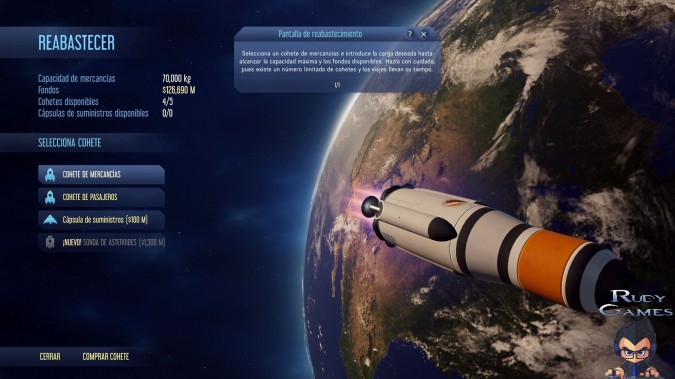 REABASTECER
Pantalla de reabastecimiento
?
Selecciona un cohete de mercancías e introduce la carga deseada hasta
alcanzar la capacidad máxima y los fondos disponibles. Hazlo con cuidado,
pues existe un número limitado de cohetes y los viajes llevan su tiempo.
1/1
Capacidad de mercancías 70,000 kg
Fondos $126,690 M
Cohetes disponibles 4/5
Cápsulas de suministros disponibles 0/0
SELECCIONA COHETE
COHETE DE MERCANCÍAS
COHETE DE PASAJEROS
Cápsula de suministros ($100 M)
¡NUEVO! SONDA DE ASTEROIDES ($1,300 M)
CERRAR COMPRAR COHETE
RUDY
GAMES